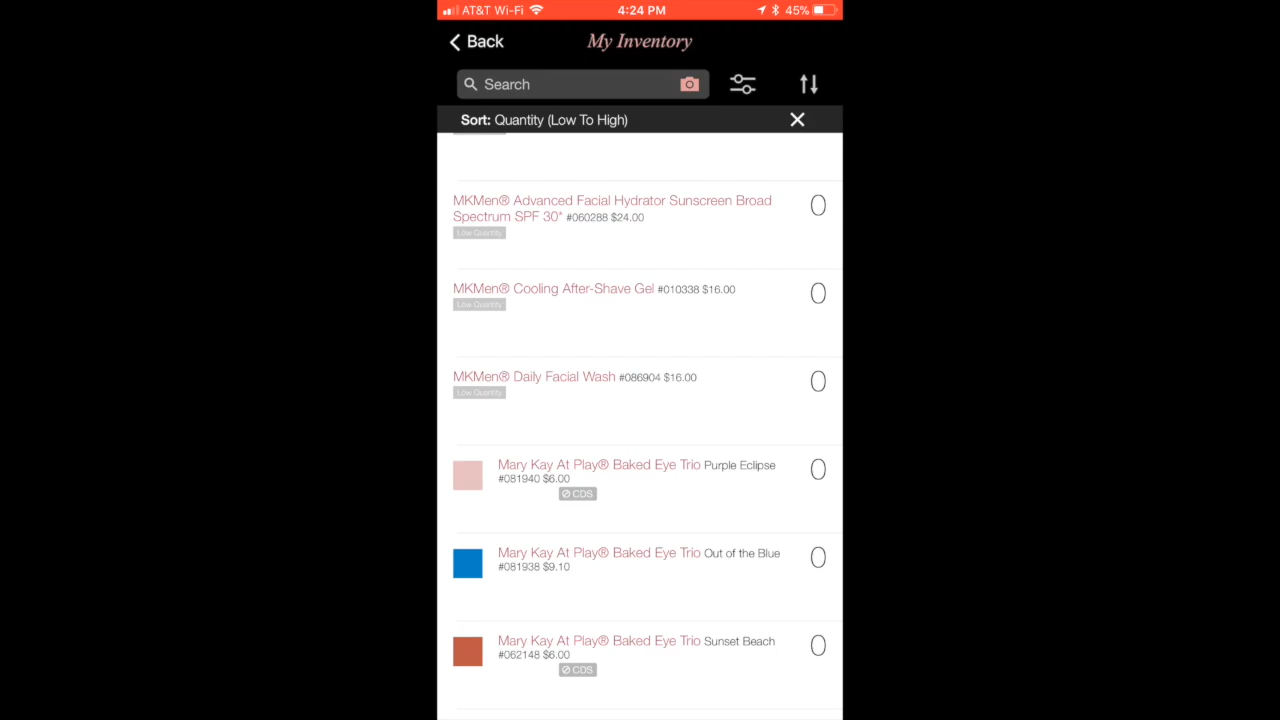 AT&T Wi-Fi 4:24 PM 45%
Back My Inventory
Search
Sort: Quantity (Low To High)
MKMen® Advanced Facial Hydrator Sunscreen Broad 0
Spectrum SPF 30* #060288 $24.00
Low Quantity
MKMen® Cooling After-Shave Gel #010338 $16.00 0
Low Quantity
MKMen® Daily Facial Wash #086904 $16.00 0
Low Quantity
Mary Kay At Play® Baked Eye Trio Purple Eclipse 0
#081940 $6.00
CDS
Mary Kay At Play® Baked Eye Trio Out of the Blue 0
#081938 $9.10
Mary Kay At Play® Baked Eye Trio Sunset Beach 0
#062148 $6.00
CDS